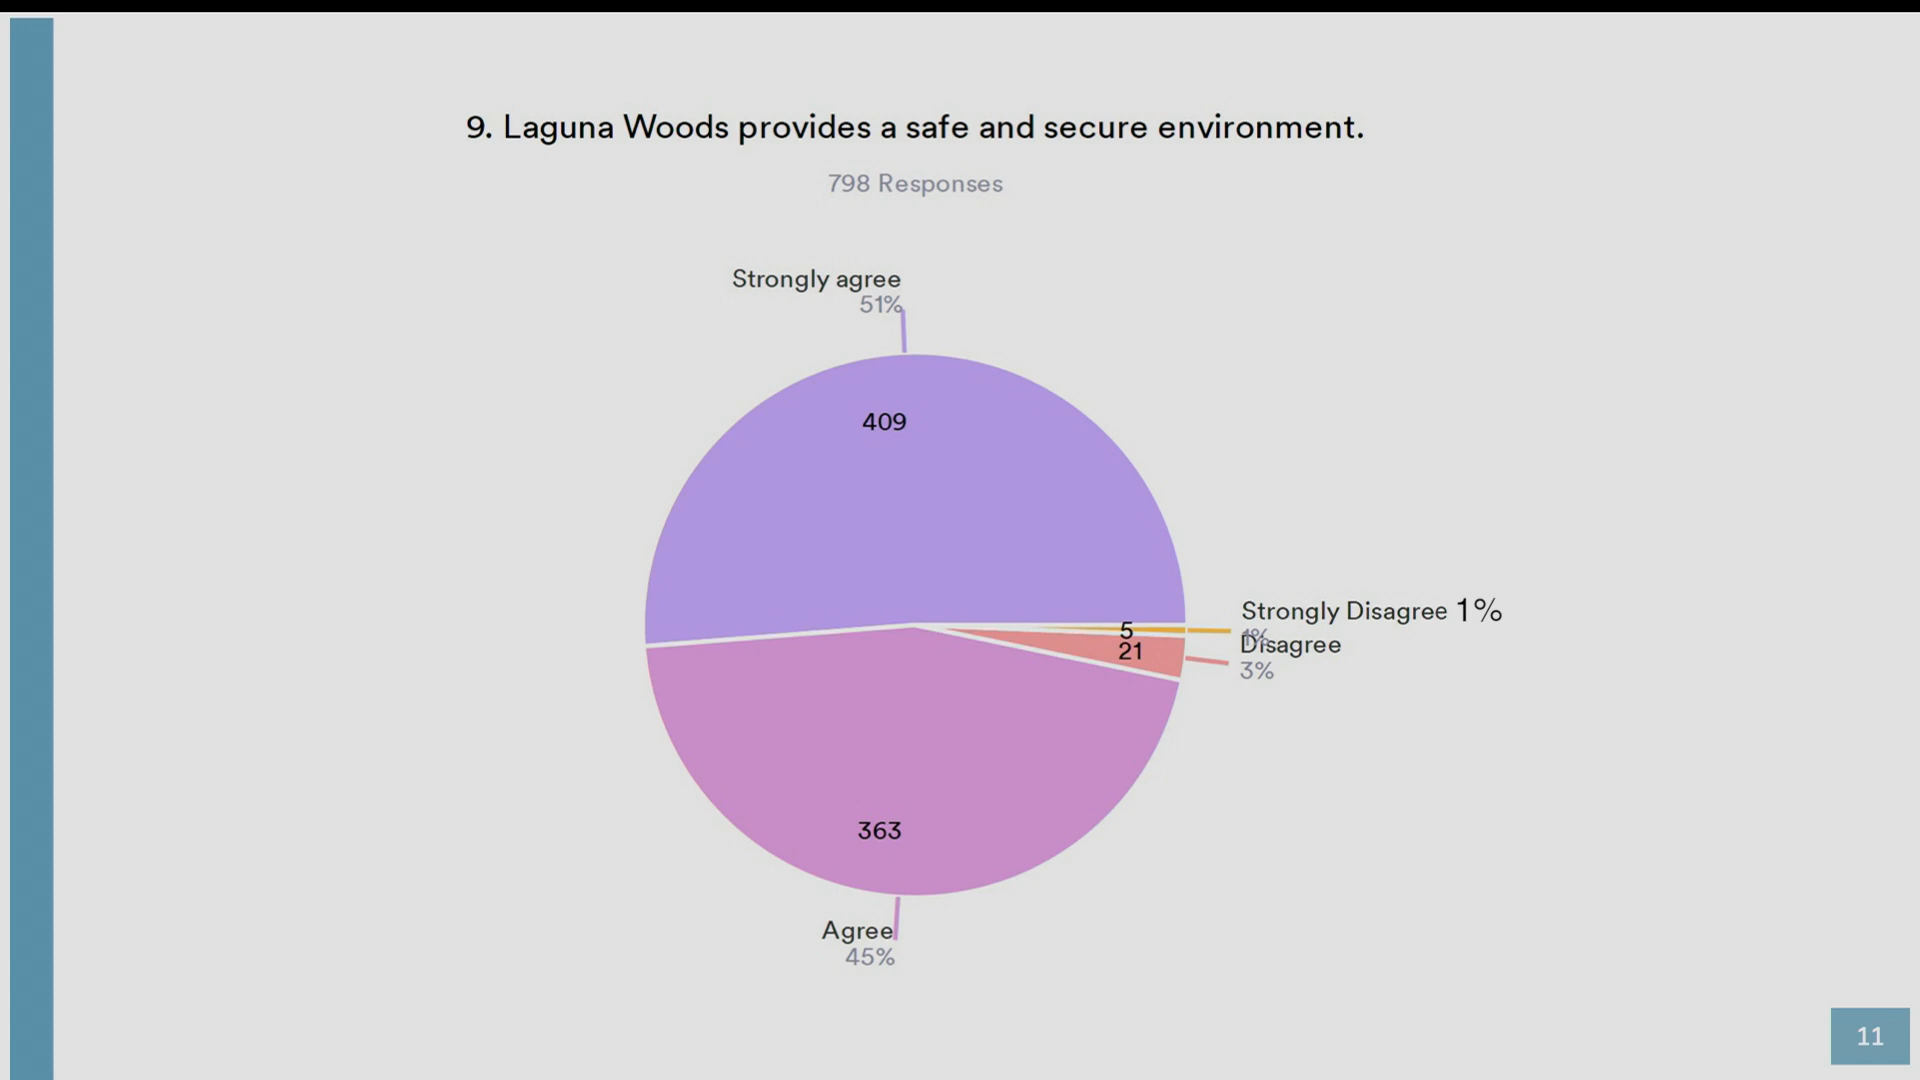 9. Laguna Woods provides a safe and secure environment.
798 Responses
Strongly agree
51%
409
Strongly Disagree 1%
5
1%
Disagree
21
3%
363
Agree
45%
11